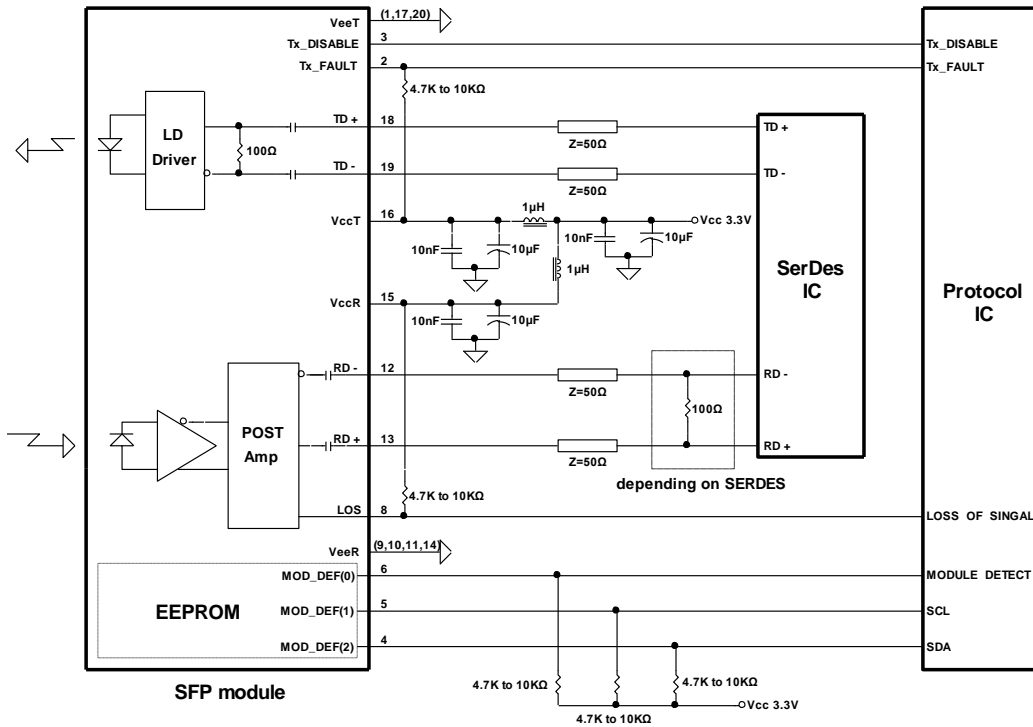 VeeT
(1,17,20)
Tx_DISABLE
3
Tx_DISABLE
Tx_FAULT
2
Tx_FAULT
4.7K to 10KΩ
LD
Driver
100Ω
TD +
18
Z=50Ω
TD +
TD -
19
Z=50Ω
TD -
VccT
16
1µH
Vcc 3.3V
10nF
10µF
10nF
10µF
1µH
SerDes
IC
Protocol
IC
VccR
15
10nF
10µF
RD -
12
Z=50Ω
RD -
100Ω
POST
Amp
RD +
13
Z=50Ω
RD +
depending on SERDES
4.7K to 10KΩ
LOS
8
LOSS OF SINGAL
VeeR
(9,10,11,14)
MOD_DEF(0)
6
MODULE DETECT
EEPROM
MOD_DEF(1)
5
SCL
MOD_DEF(2)
4
SDA
SFP module
4.7K to 10KΩ
4.7K to 10KΩ
4.7K to 10KΩ
Vcc 3.3V